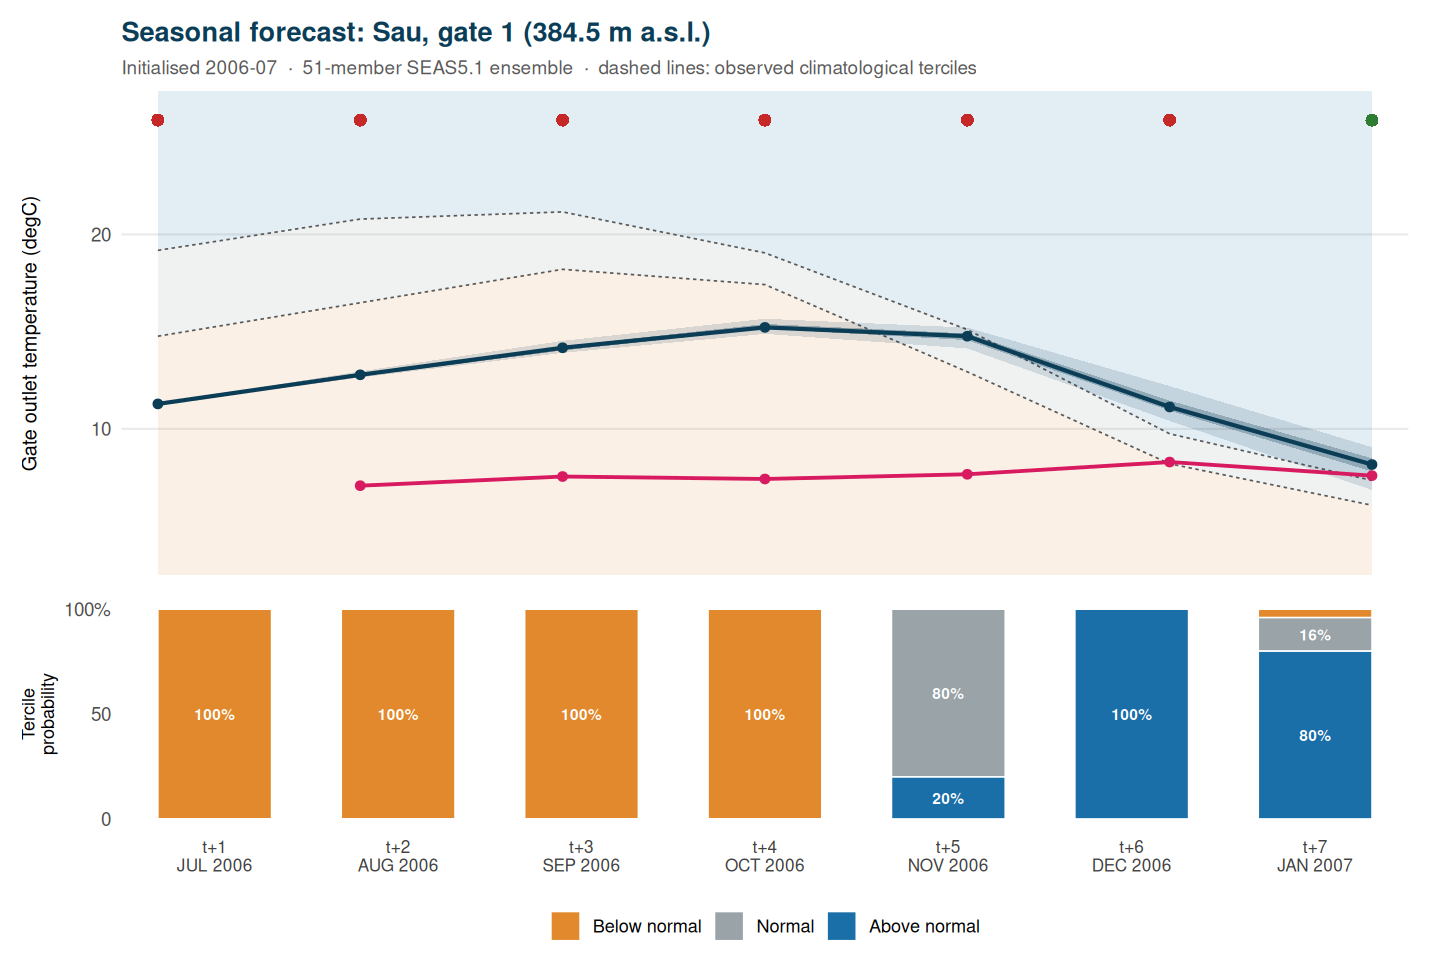 Seasonal forecast: Sau, gate 1 (384.5 m a.s.l.)
Initialised 2006-07 · 51-member SEAS5.1 ensemble · dashed lines: observed climatological terciles
Gate outlet temperature (degC)
20
10
Tercile
probability
100%
50
0
100%
100%
100%
100%
80%
20%
100%
16%
80%
t+1
JUL 2006
t+2
AUG 2006
t+3
SEP 2006
t+4
OCT 2006
t+5
NOV 2006
t+6
DEC 2006
t+7
JAN 2007
Below normal
Normal
Above normal